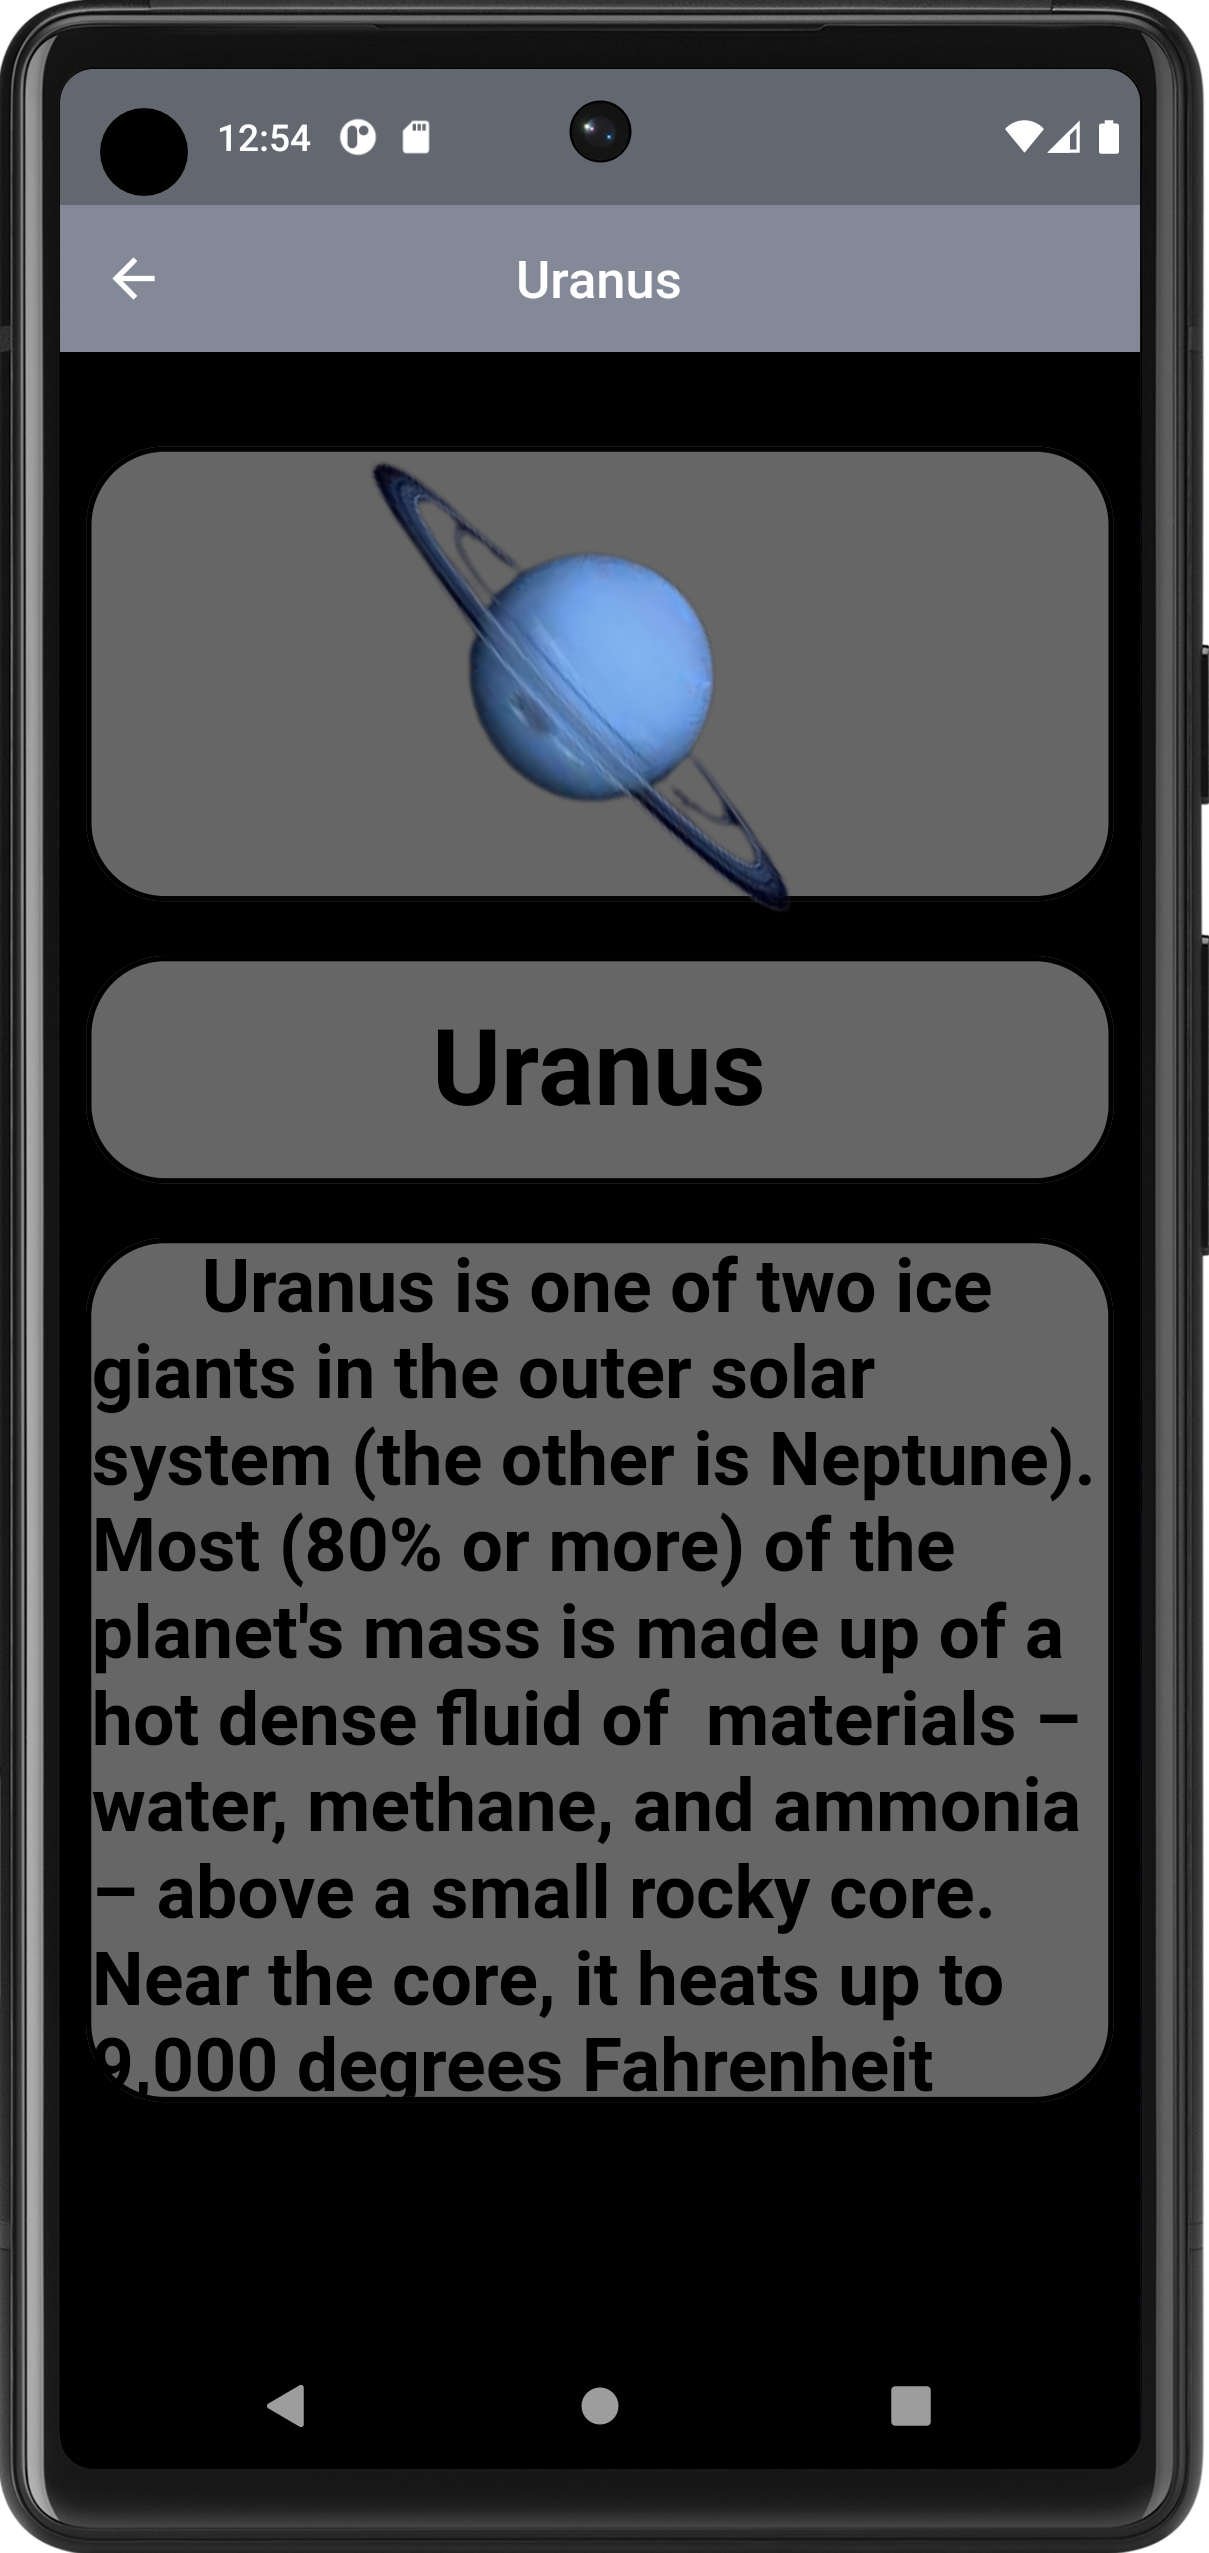 12:54
Uranus
Uranus
Uranus is one of two ice
giants in the outer solar
system (the other is Neptune).
Most (80% or more) of the
planet's mass is made up of a
hot dense fluid of  materials –
water, methane, and ammonia
– above a small rocky core.
Near the core, it heats up to
9,000 degrees Fahrenheit